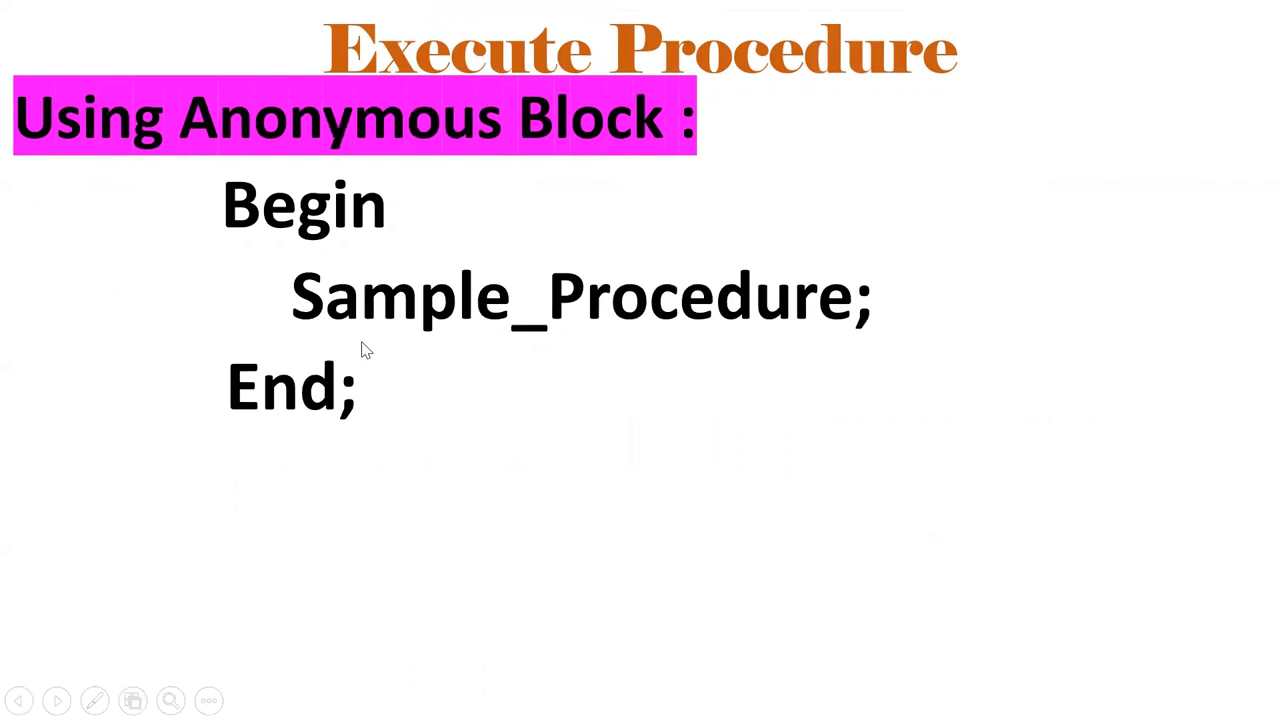 Execute Procedure
Using Anonymous Block :
Begin
Sample_Procedure;
End;